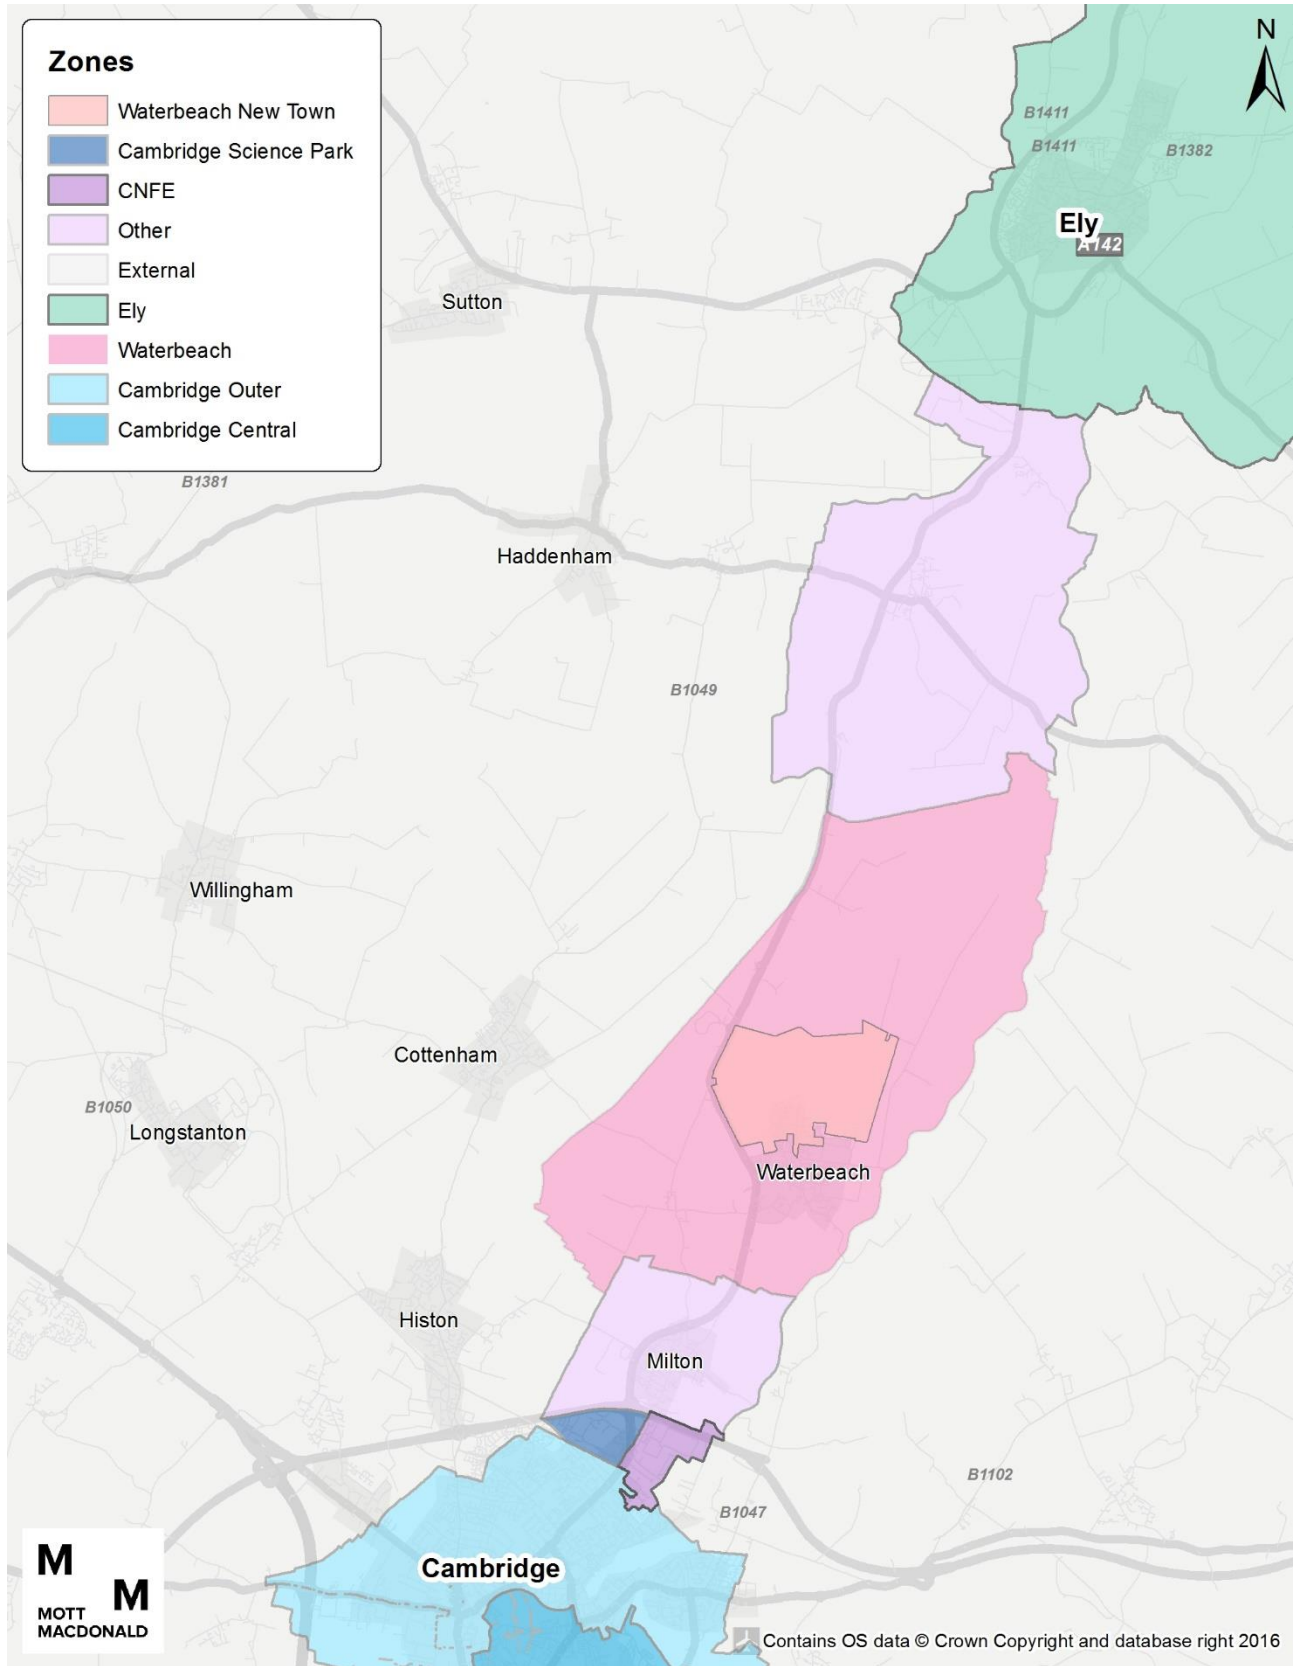 Zones
Waterbeach New Town
Cambridge Science Park
CNFE
Other
External
Ely
Waterbeach
Cambridge Outer
Cambridge Central
N
B1411
B1411
B1382
Ely
A142
Sutton
B1381
Haddenham
B1049
Willingham
Cottenham
B1050
Longstanton
Waterbeach
Histon
Milton
B1102
B1047
Cambridge
M
M
MOTT
MACDONALD
Contains OS data © Crown Copyright and database right 2016